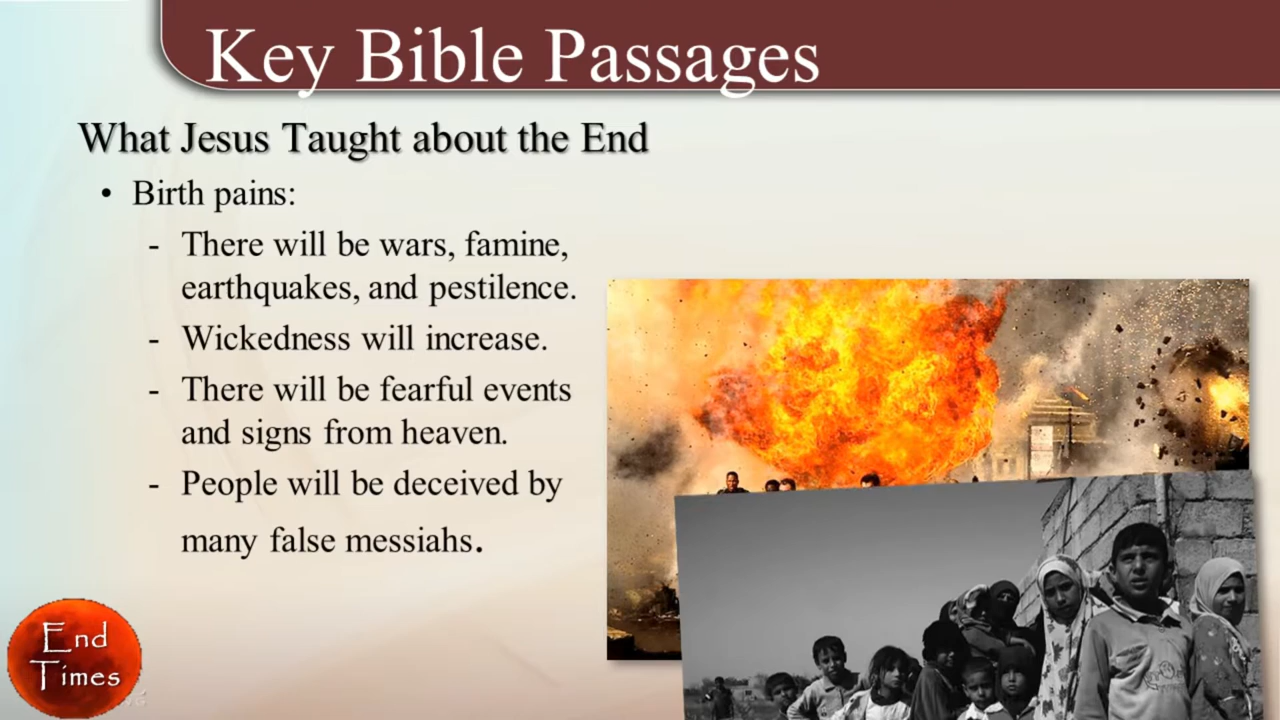 Key Bible Passages
What Jesus Taught about the End
• Birth pains:
- There will be wars, famine,
earthquakes, and pestilence.
- Wickedness will increase.
- There will be fearful events
and signs from heaven.
- People will be deceived by
many false messiahs.
End
Times